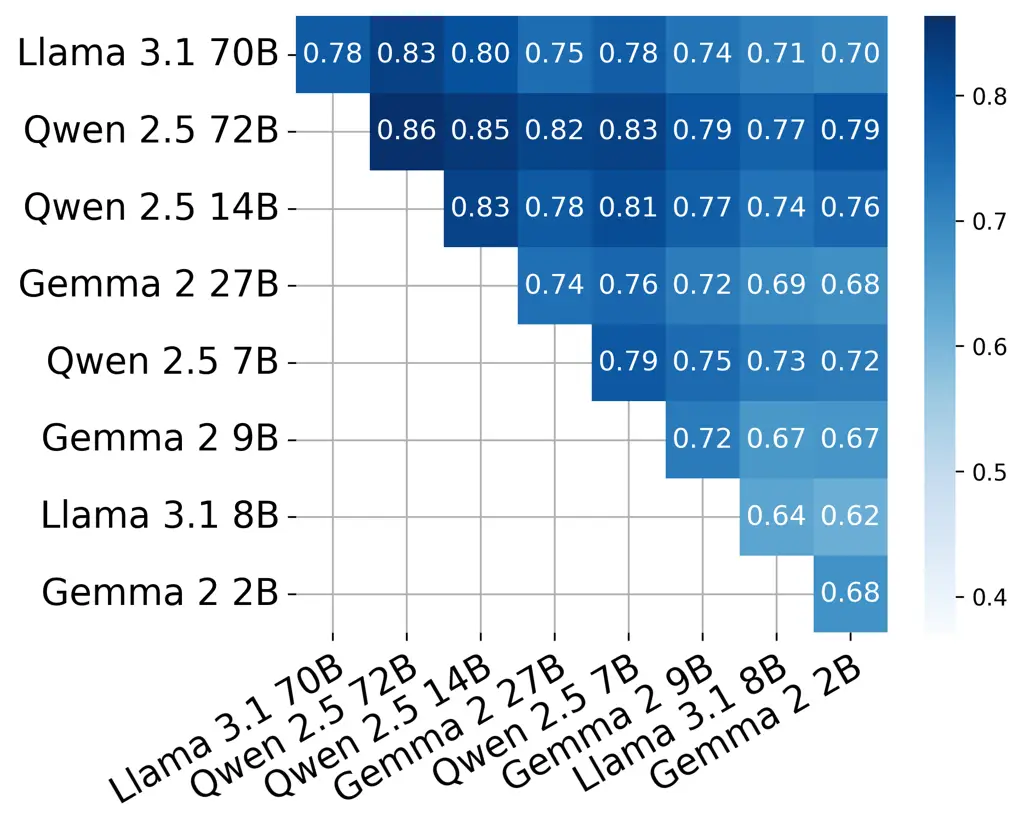 Llama 3.1 70B 0.78 0.83 0.80 0.75 0.78 0.74 0.71 0.70
Qwen 2.5 72B 0.86 0.85 0.82 0.83 0.79 0.77 0.79
Qwen 2.5 14B 0.83 0.78 0.81 0.77 0.74 0.76
Gemma 2 27B 0.74 0.76 0.72 0.69 0.68
Qwen 2.5 7B 0.79 0.75 0.73 0.72
Gemma 2 9B 0.72 0.67 0.67
Llama 3.1 8B 0.64 0.62
Gemma 2 2B 0.68
Llama 3.1 70B
Qwen 2.5 72B
Qwen 2.5 14B
Gemma 2 27B
Qwen 2.5 7B
Gemma 2 9B
Llama 3.1 8B
Gemma 2 2B
0.8
0.7
0.6
0.5
0.4